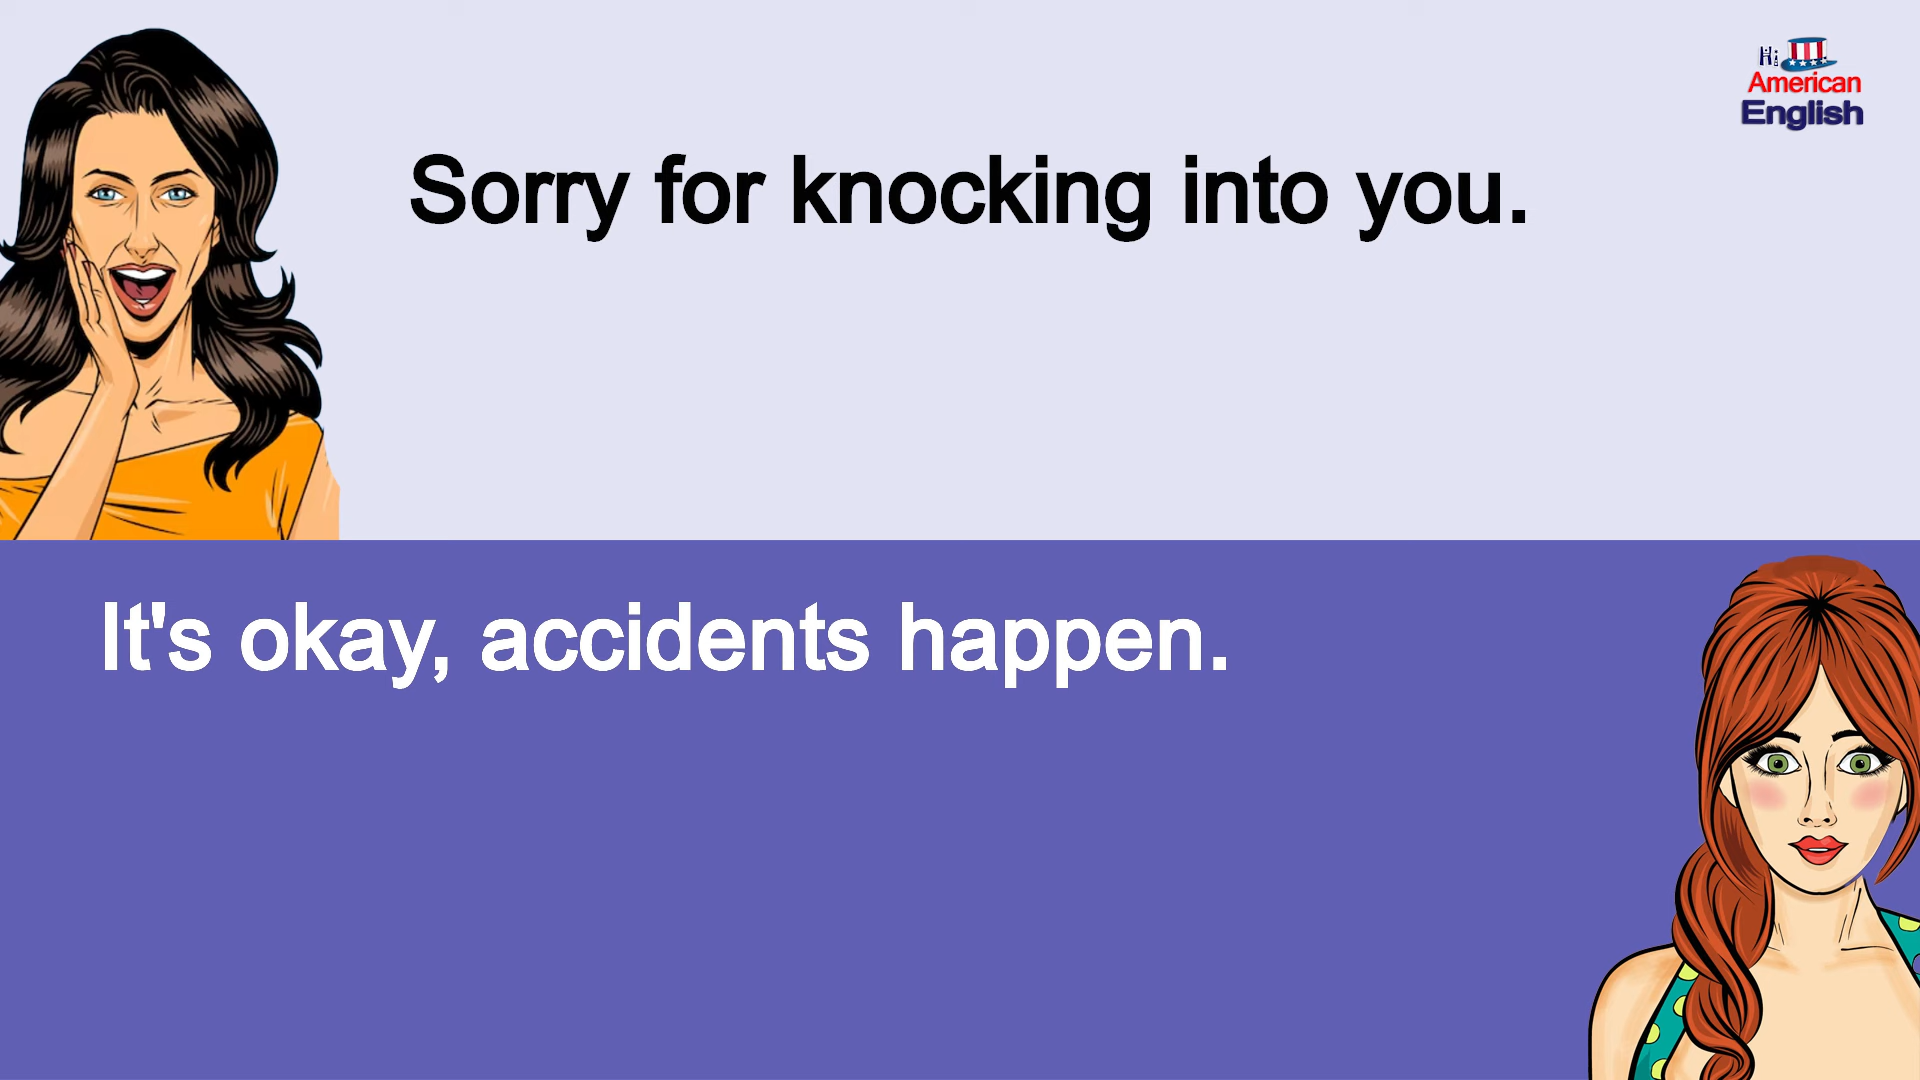 Hi
American
English
Sorry for knocking into you.
It's okay, accidents happen.